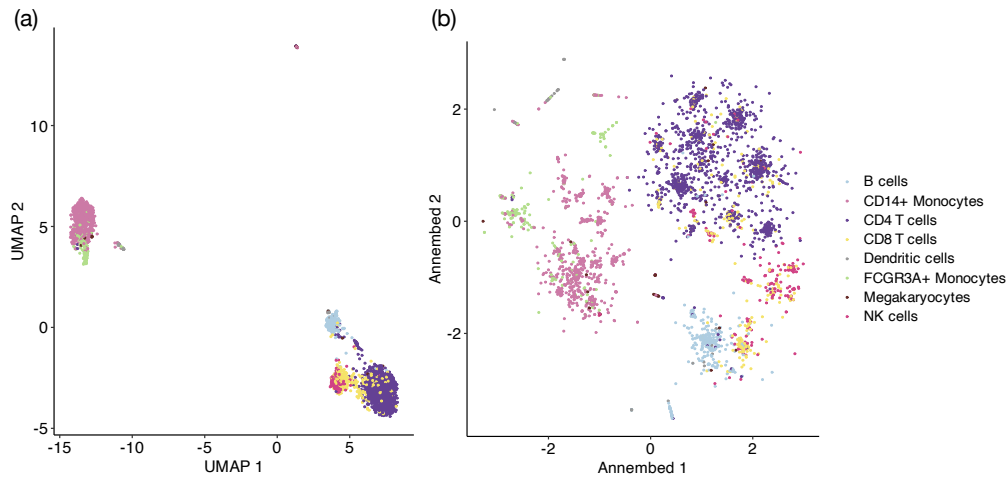 (a)
UMAP 2
10
5
0
-5
-15
-10
-5
0
5
UMAP 1
(b)
Annembed 2
2
0
-2
-2
0
2
Annembed 1
B cells
CD14+ Monocytes
CD4 T cells
CD8 T cells
Dendritic cells
FCGR3A+ Monocytes
Megakaryocytes
NK cells